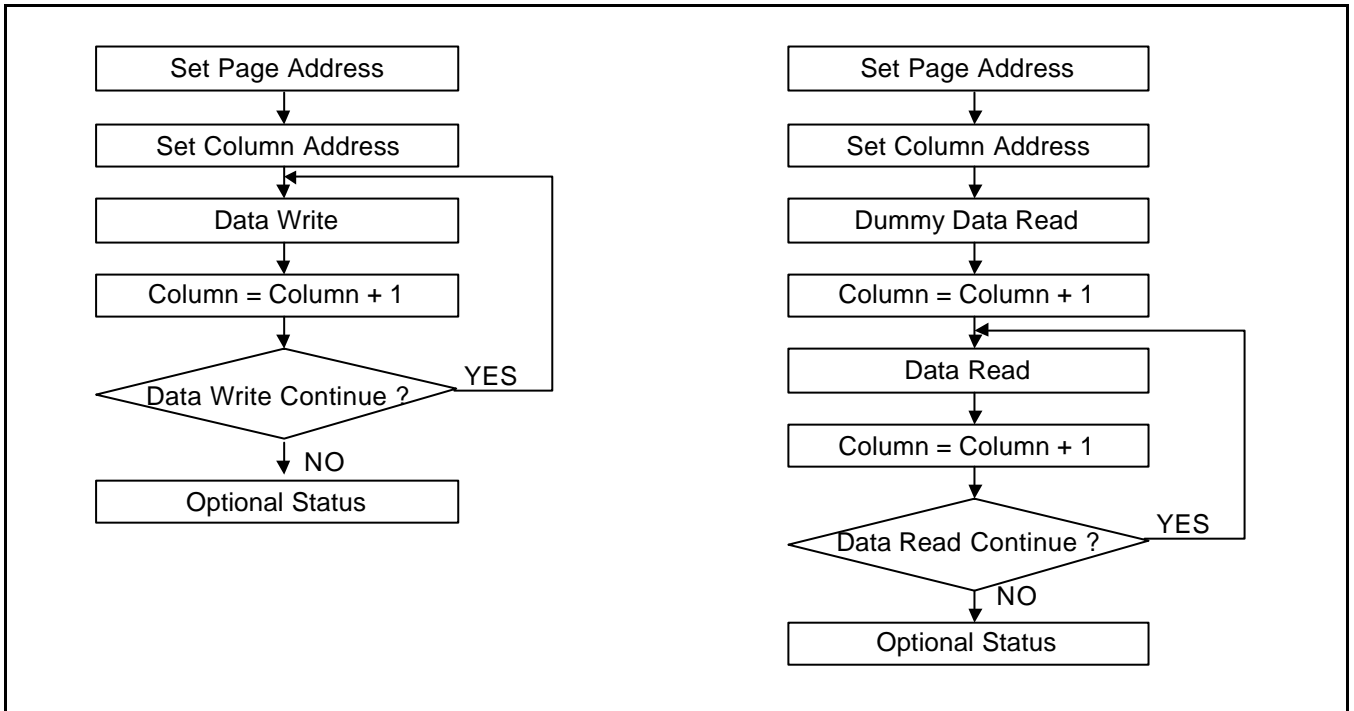 Set Page Address
Set Column Address
Data Write
Column = Column + 1
Data Write Continue ?
YES
NO
Optional Status
Set Page Address
Set Column Address
Dummy Data Read
Column = Column + 1
Data Read
Column = Column + 1
Data Read Continue ?
YES
NO
Optional Status